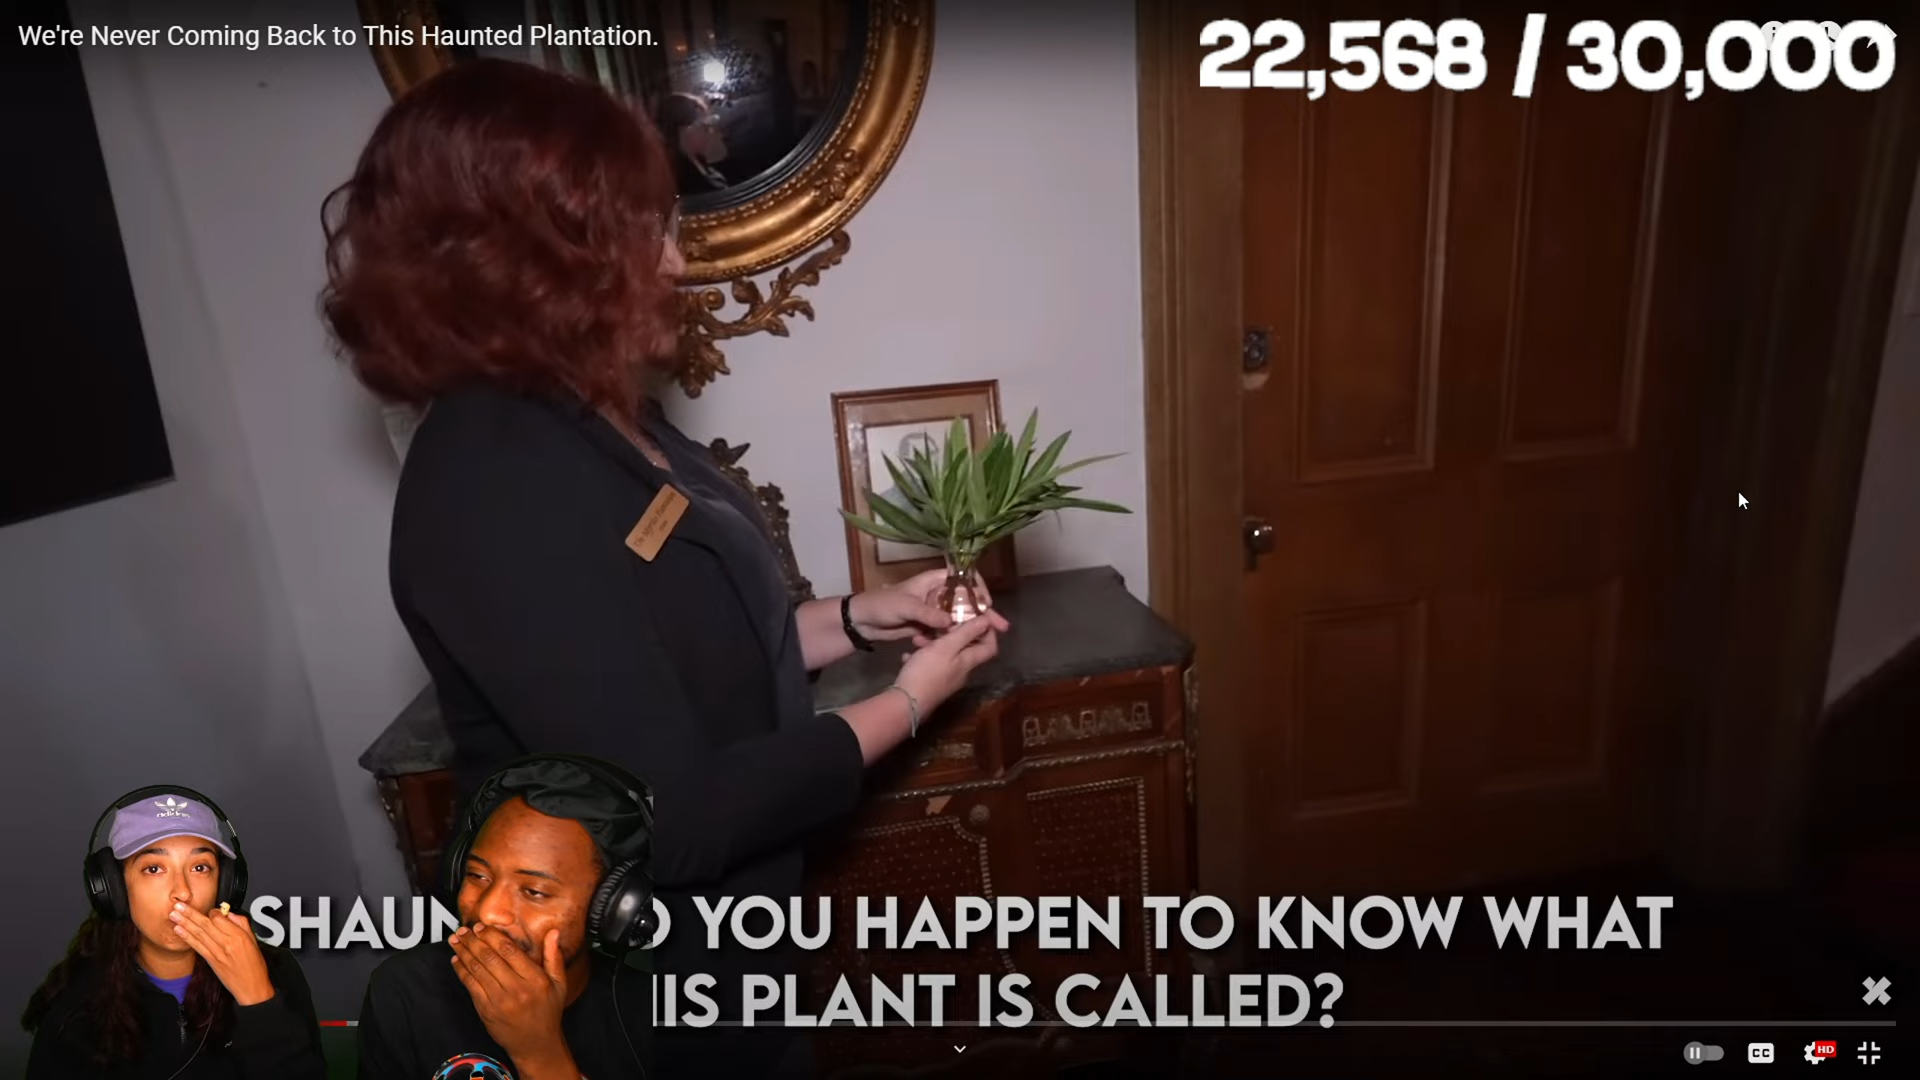 We're Never Coming Back to This Haunted Plantation.
22,568 / 30,000
adidas
SHAUN YOU HAPPEN TO KNOW WHAT
PLANT IS CALLED?
CC
HD